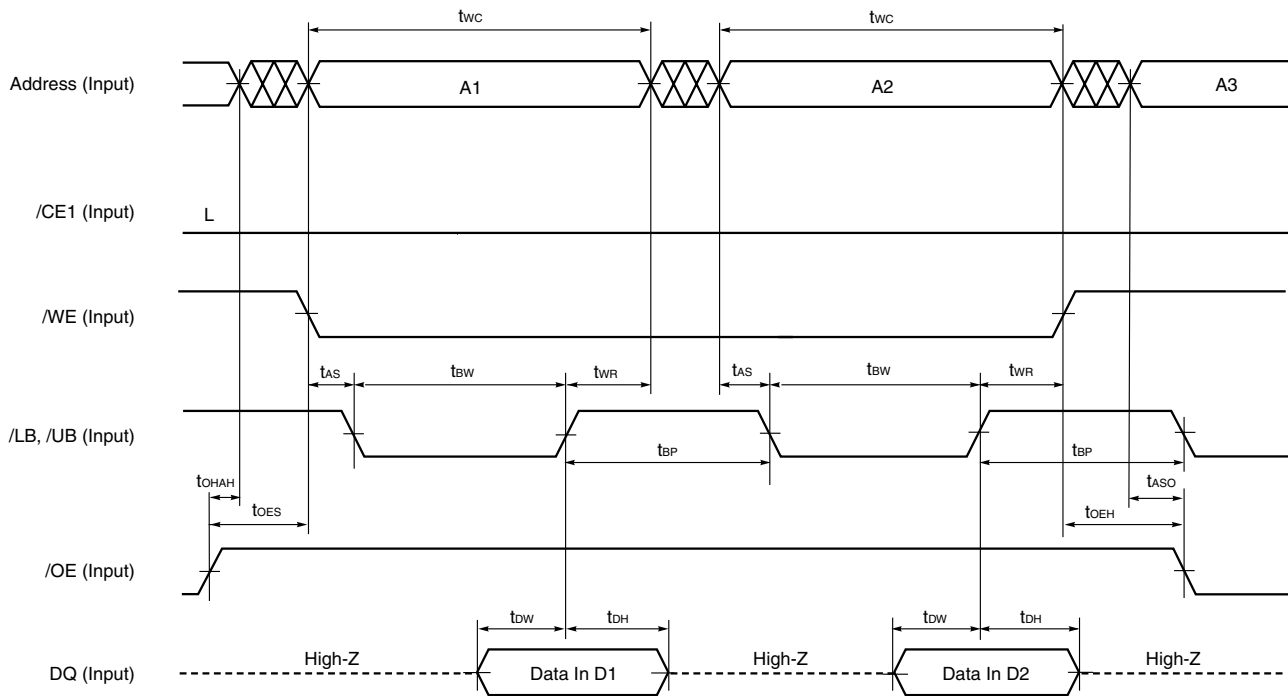 tWC tWC
Address (Input) A1 A2 A3
/CE1 (Input) L
/WE (Input)
tAS tBW tWR tAS tBW tWR
/LB, /UB (Input)
tBP tBP
tOHAH tASO
tOES tOEH
/OE (Input)
tDW tDH tDW tDH
DQ (Input) High-Z Data In D1 High-Z Data In D2 High-Z